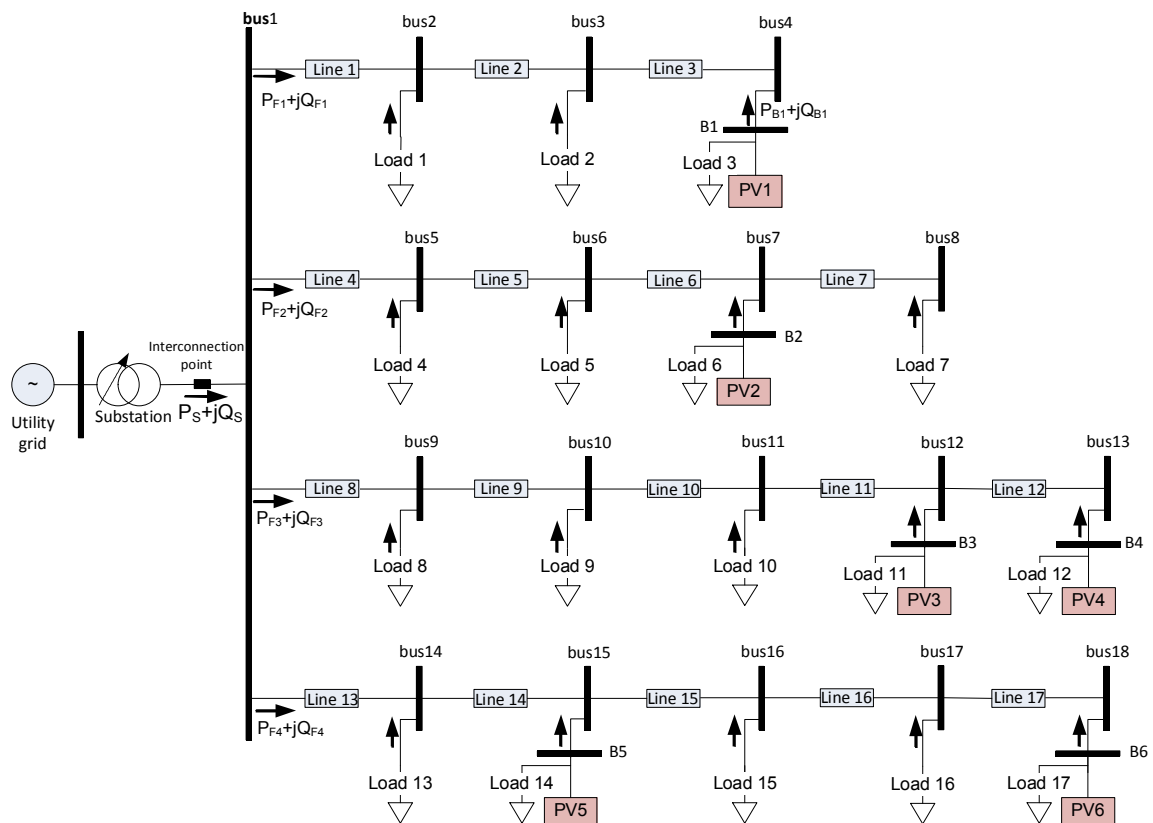 bus1
bus2
bus3
bus4
Line 1
Line 2
Line 3
PF1+jQF1
PB1+jQB1
B1
Load 1
Load 2
Load 3
PV1
bus5
bus6
bus7
bus8
Line 4
Line 5
Line 6
Line 7
PF2+jQF2
B2
Load 4
Load 5
Load 6
Load 7
PV2
Interconnection
point
~
Substation
PS+jQS
Utility
grid
bus9
bus10
bus11
bus12
bus13
Line 8
Line 9
Line 10
Line 11
Line 12
PF3+jQF3
B3
B4
Load 8
Load 9
Load 10
Load 11
Load 12
PV3
PV4
bus14
bus15
bus16
bus17
bus18
Line 13
Line 14
Line 15
Line 16
Line 17
PF4+jQF4
B5
B6
Load 13
Load 14
Load 15
Load 16
Load 17
PV5
PV6